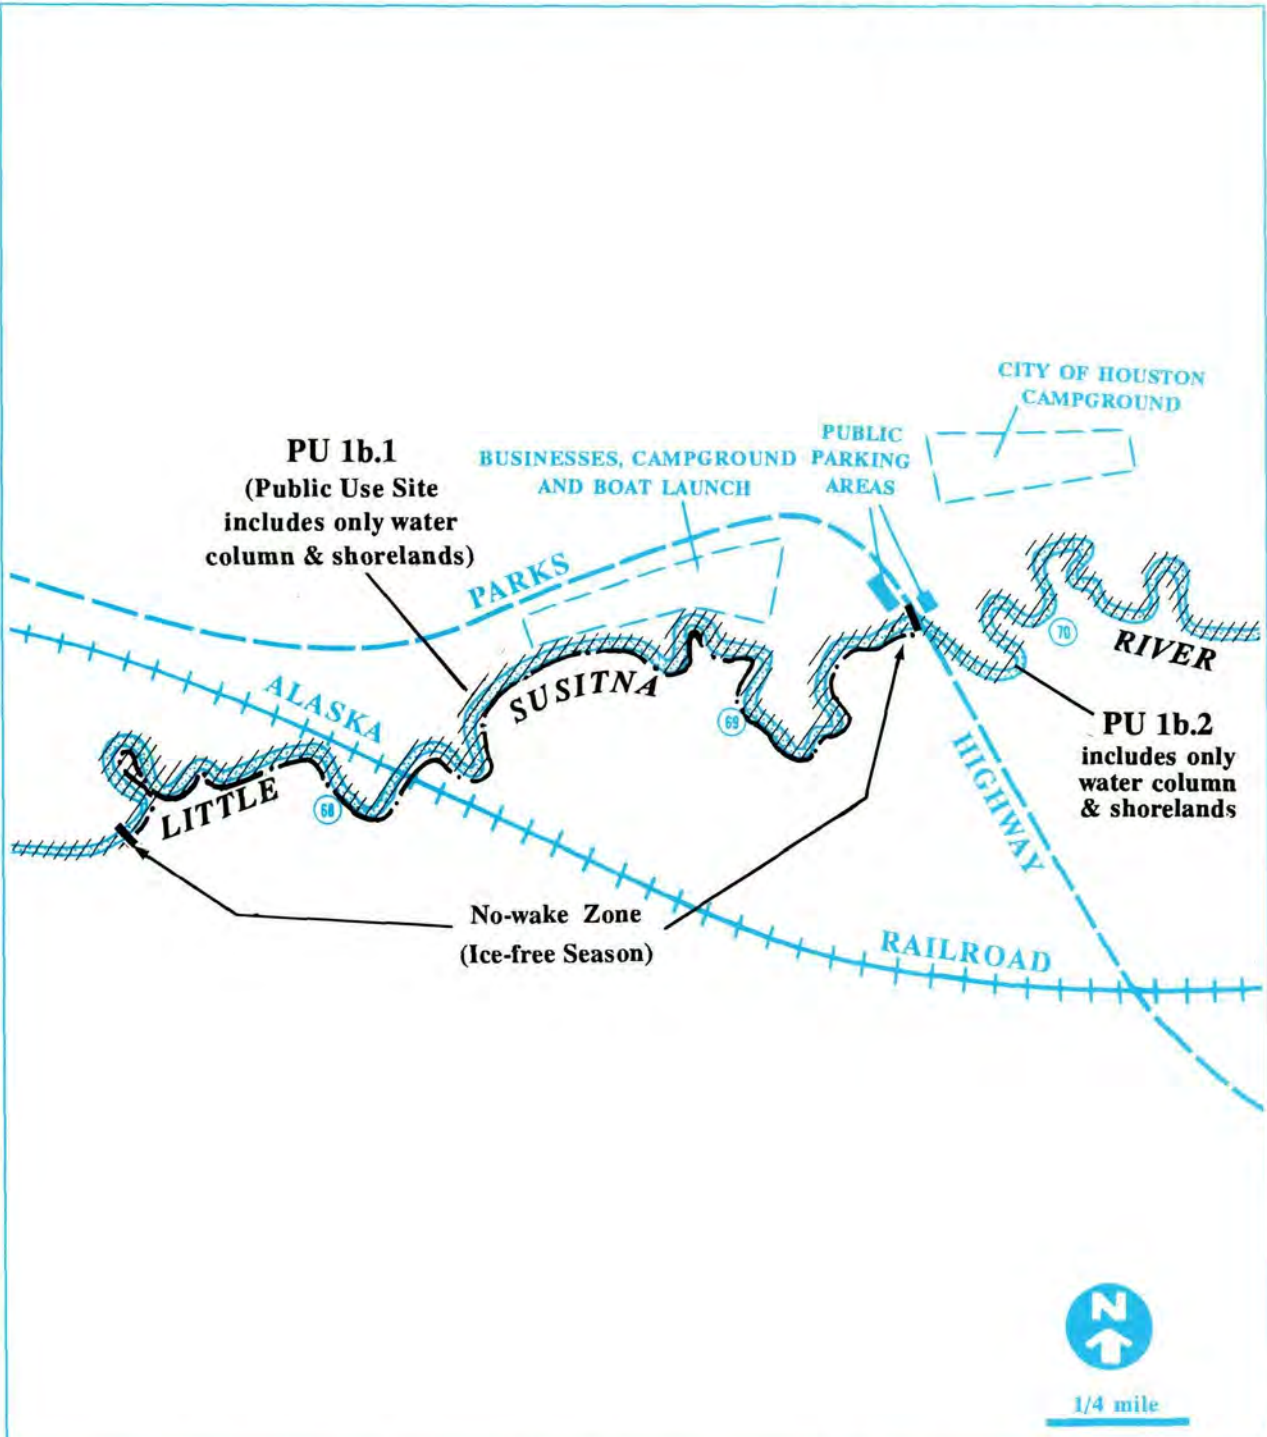 CITY OF HOUSTON
CAMPGROUND
PUBLIC
PARKING
AREAS
BUSINESSES, CAMPGROUND
AND BOAT LAUNCH
PU 1b.1
(Public Use Site
includes only water
column & shorelands)
PARKS
HIGHWAY
ALASKA
RAILROAD
LITTLE
SUSITNA
RIVER
68
69
70
PU 1b.2
includes only
water column
& shorelands
No-wake Zone
(Ice-free Season)
N
1/4 mile